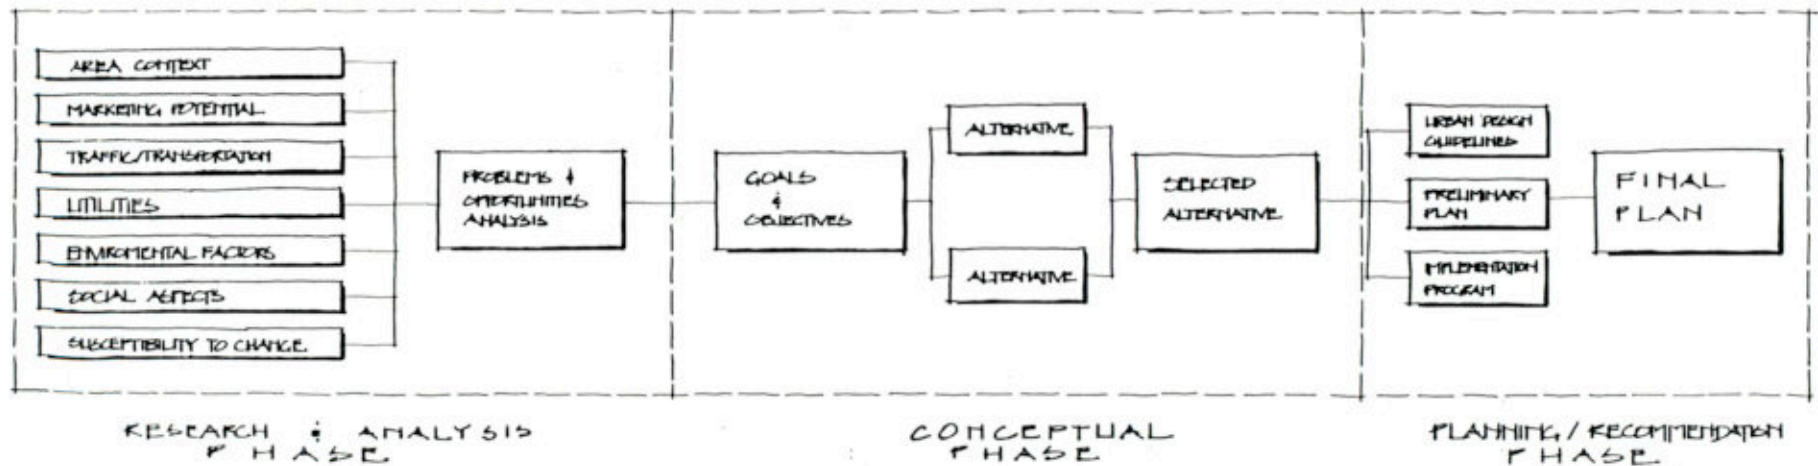 AREA CONTEXT
MARKETING POTENTIAL
TRAFFIC/TRANSPORTATION
UTILITIES
ENVIROMENTAL FACTORS
SOCIAL ASPECTS
SUSCEPTIBILITY TO CHANGE
PROBLEMS &
OPORTUNITIES
ANALYSIS
GOALS
&
OBJECTIVES
ALTERNATIVE
ALTERNATIVE
SELECTED
ALTERNATIVE
URBAN DESIGN
GUIDELINES
PRELIMINARY
PLAN
IMPLEMENTATION
PROGRAM
FINAL
PLAN
RESEARCH & ANALYSIS
PHASE
CONCEPTUAL
PHASE
PLANNING / RECOMMENDATION
PHASE